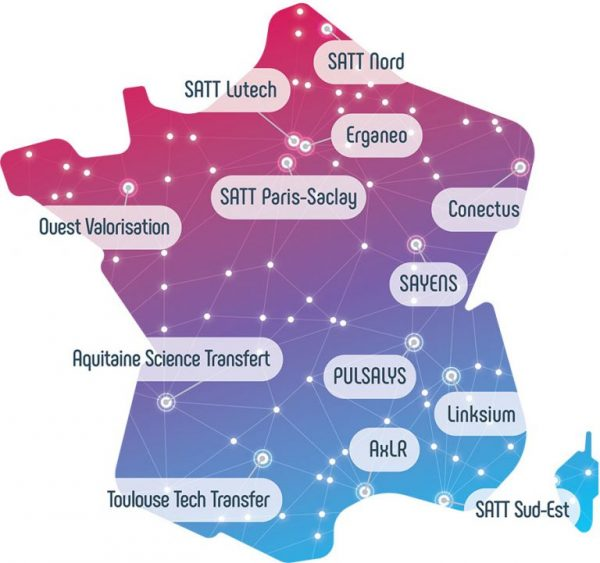 SATT Nord
SATT Lutech
Erganeo
SATT Paris-Saclay
Conectus
Ouest Valorisation
SAYENS
Aquitaine Science Transfert
PULSALYS
Linksium
AxLR
Toulouse Tech Transfer
SATT Sud-Est